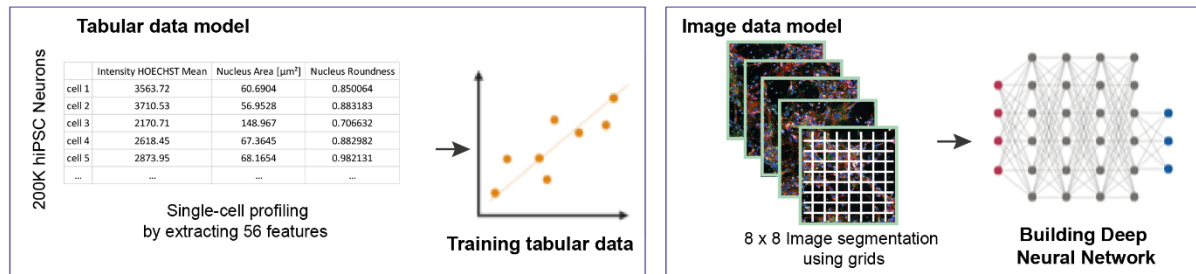 Tabular data model
200K hiPSC Neurons
Intensity HOECHST Mean Nucleus Area [µm²] Nucleus Roundness
cell 1 3563.72 60.6904 0.850064
cell 2 3710.53 56.9528 0.883183
cell 3 2170.71 148.967 0.706632
cell 4 2618.45 67.3645 0.882982
cell 5 2873.95 68.1654 0.982131
... ... ... ...
Single-cell profiling
by extracting 56 features
Training tabular data
Image data model
8 x 8 Image segmentation
using grids
Building Deep
Neural Network